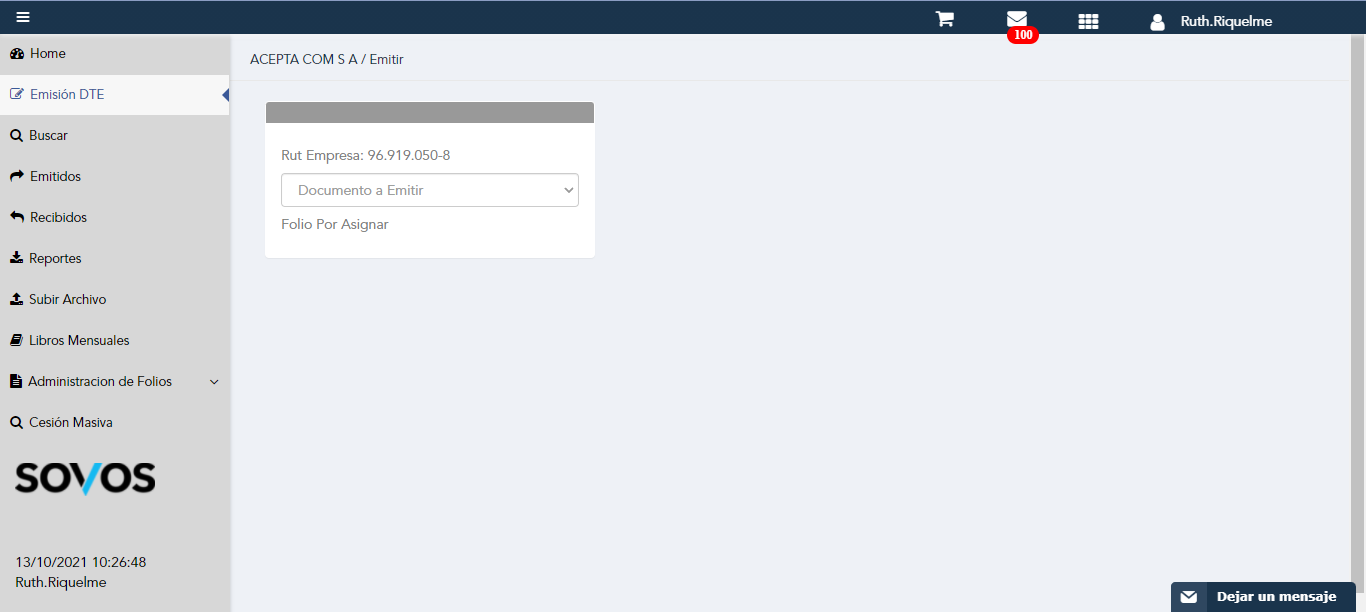 Ruth.Riquelme
100
Home
ACEPTA COM S A / Emitir
Emisión DTE
Buscar
Emitidos
Recibidos
Reportes
Subir Archivo
Libros Mensuales
Administracion de Folios
Cesión Masiva
Rut Empresa: 96.919.050-8
Documento a Emitir
Folio Por Asignar
SOVOS
13/10/2021 10:26:48
Ruth.Riquelme
Dejar un mensaje